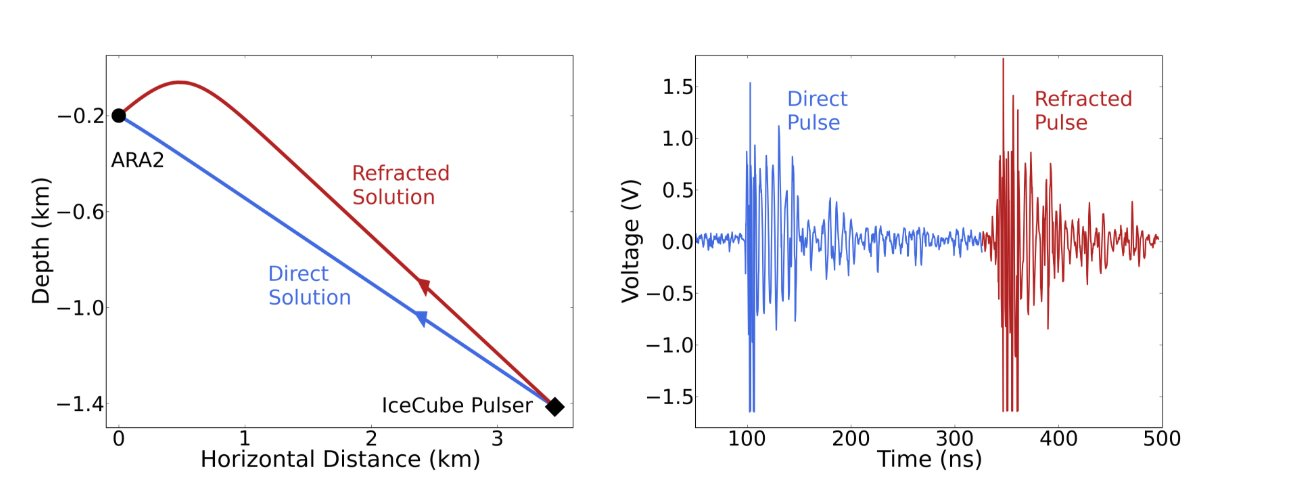 −0.2
−0.6
−1.0
−1.4
Depth (km)
ARA2
Refracted
Solution
Direct
Solution
IceCube Pulser
0 1 2 3
Horizontal Distance (km)
1.5
1.0
0.5
0.0
−0.5
−1.0
−1.5
Voltage (V)
Direct
Pulse
Refracted
Pulse
100 200 300 400 500
Time (ns)